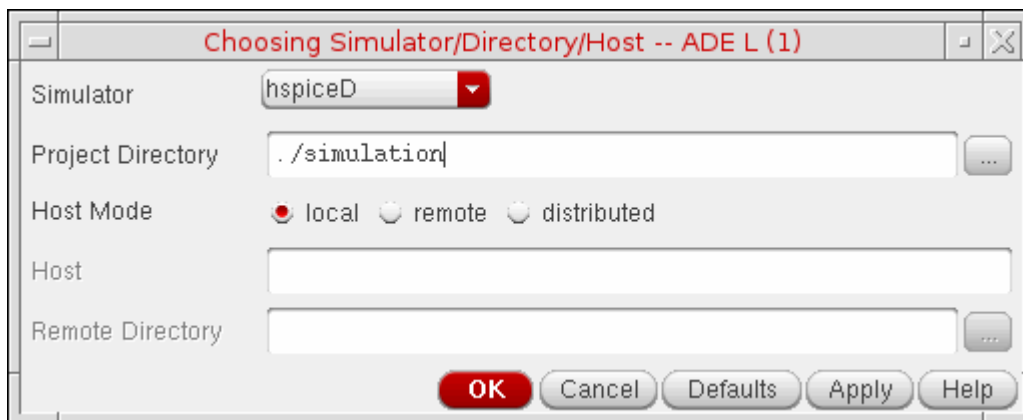 Choosing Simulator/Directory/Host -- ADE L (1)
Simulator hspiceD
Project Directory ./simulation ...
Host Mode local remote distributed
Host
Remote Directory ...
OK Cancel Defaults Apply Help